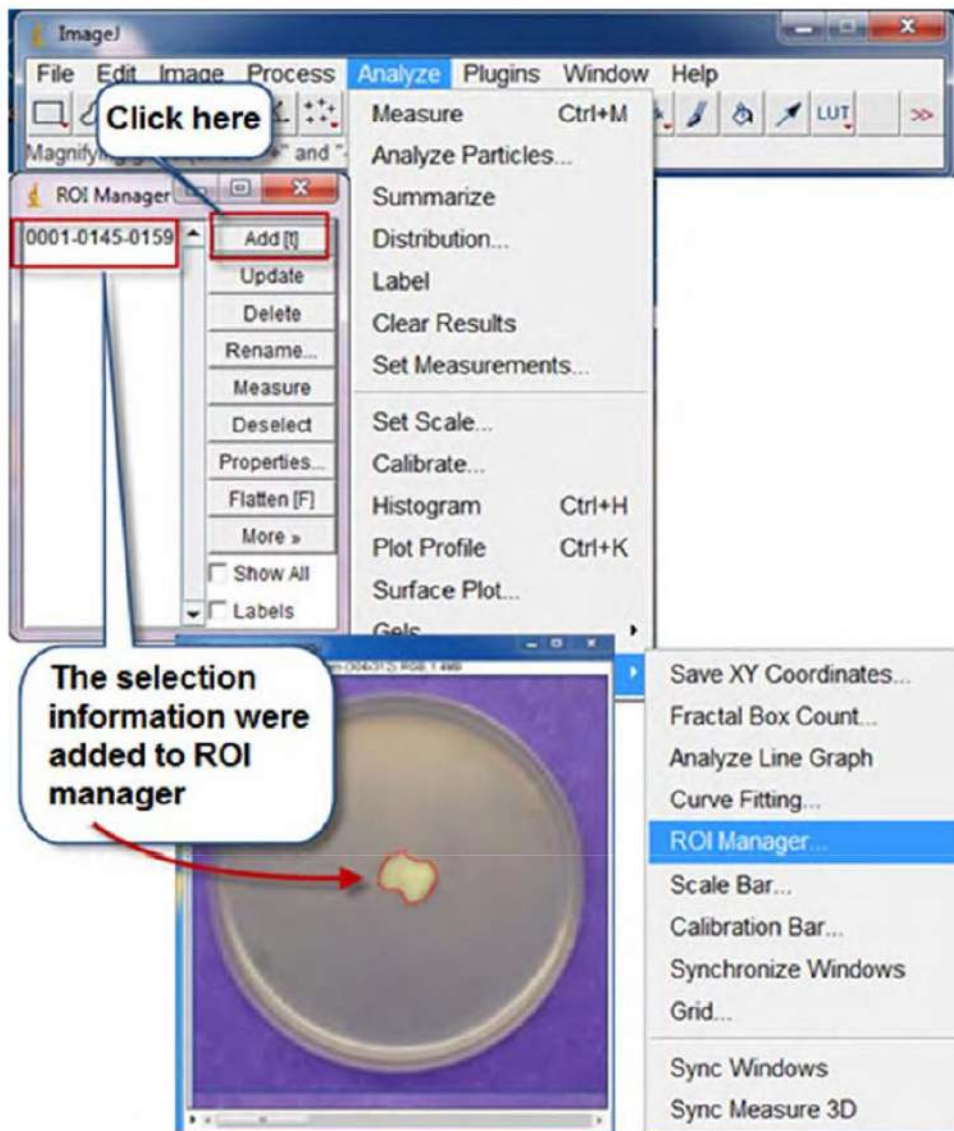 ImageJ
File Edit Image Process Analyze Plugins Window Help
Click here
LUT
>>
Magnifying
" and "
ROI Manager
0001-0145-0159
Add [t]
Update
Delete
Rename...
Measure
Deselect
Properties...
Flatten [F]
More »
Show All
Labels
Measure Ctrl+M
Analyze Particles...
Summarize
Distribution...
Label
Clear Results
Set Measurements...
Set Scale...
Calibrate...
Histogram Ctrl+H
Plot Profile Ctrl+K
Surface Plot...
Gels
The selection
information were
added to ROI
manager
RGB; 1.4MB
Save XY Coordinates...
Fractal Box Count...
Analyze Line Graph
Curve Fitting...
ROI Manager...
Scale Bar...
Calibration Bar...
Synchronize Windows
Grid...
Sync Windows
Sync Measure 3D